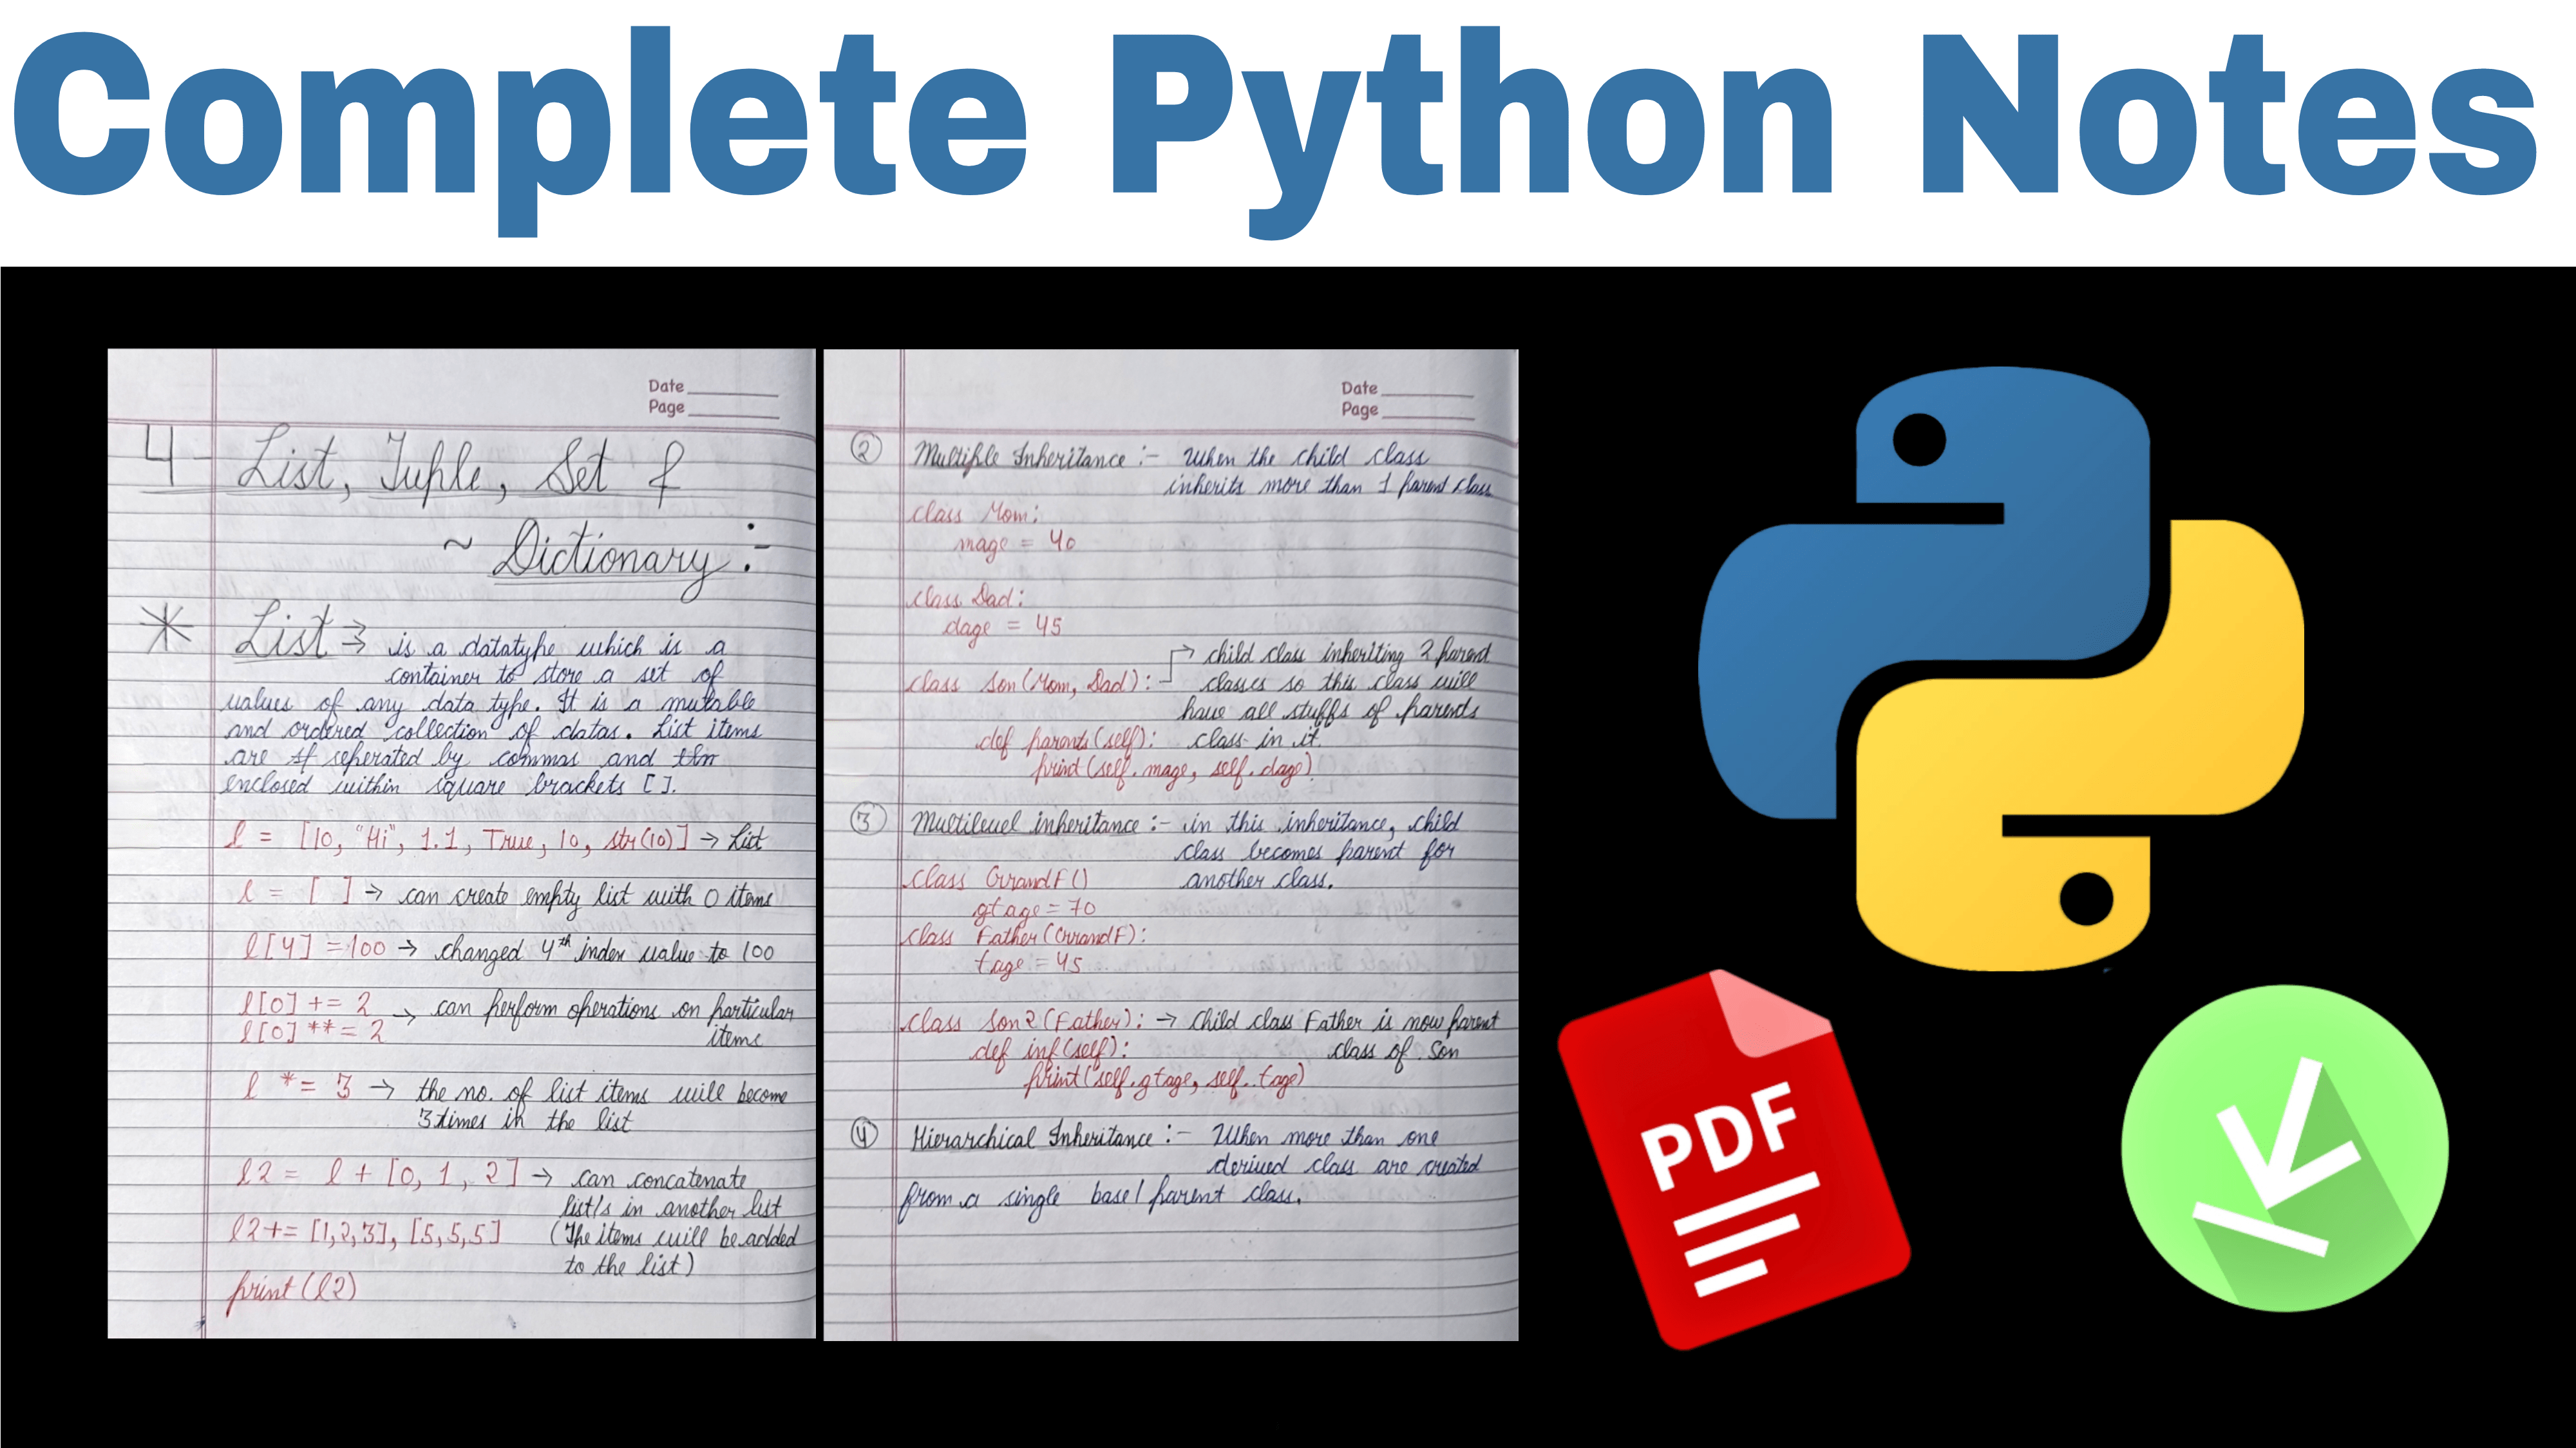 Complete Python Notes
Date
Page
4 - List, Tuple, Set &
~ Dictionary :-
* List → is a datatype which is a
container to store a set of
values of any data type. It is a mutable
and ordered collection of datas. List items
are seperated by commas and
enclosed within square brackets [ ].
l = [10, "Hi", 1.1, True, 10, str(10)] → List
l = [ ] → can create empty list with 0 items
l[4] = 100 → changed 4th index value to 100
l[0] += 2 → can perform operations on particular
l[0] **= 2 items
l *= 3 → the no. of list items will become
3 times in the list
l2 = l + [0, 1, 2] → can concatenate
list/s in another list
l2 += [1,2,3], [5,5,5] (The items will be added
to the list)
print(l2)
Date
Page
② Multiple Inheritance :- When the child class
inherits more than 1 parent class
class Mom:
mage = 40
class Dad:
dage = 45
→ child class inheriting 2 parent
class Son(Mom, Dad): classes so this class will
have all stuffs of parents
def parents(self): class in it.
print(self.mage, self.dage)
③ Multilevel inheritance :- in this inheritance, child
class becomes parent for
class GrandF() another class.
gfage = 70
class Father(GrandF):
fage = 45
class Son2(Father): → Child class Father is now parent
def inf(self): class of Son
print(self.gfage, self.fage)
④ Hierarchical Inheritance :- When more than one
derived class are created
from a single base/parent class.
PDF